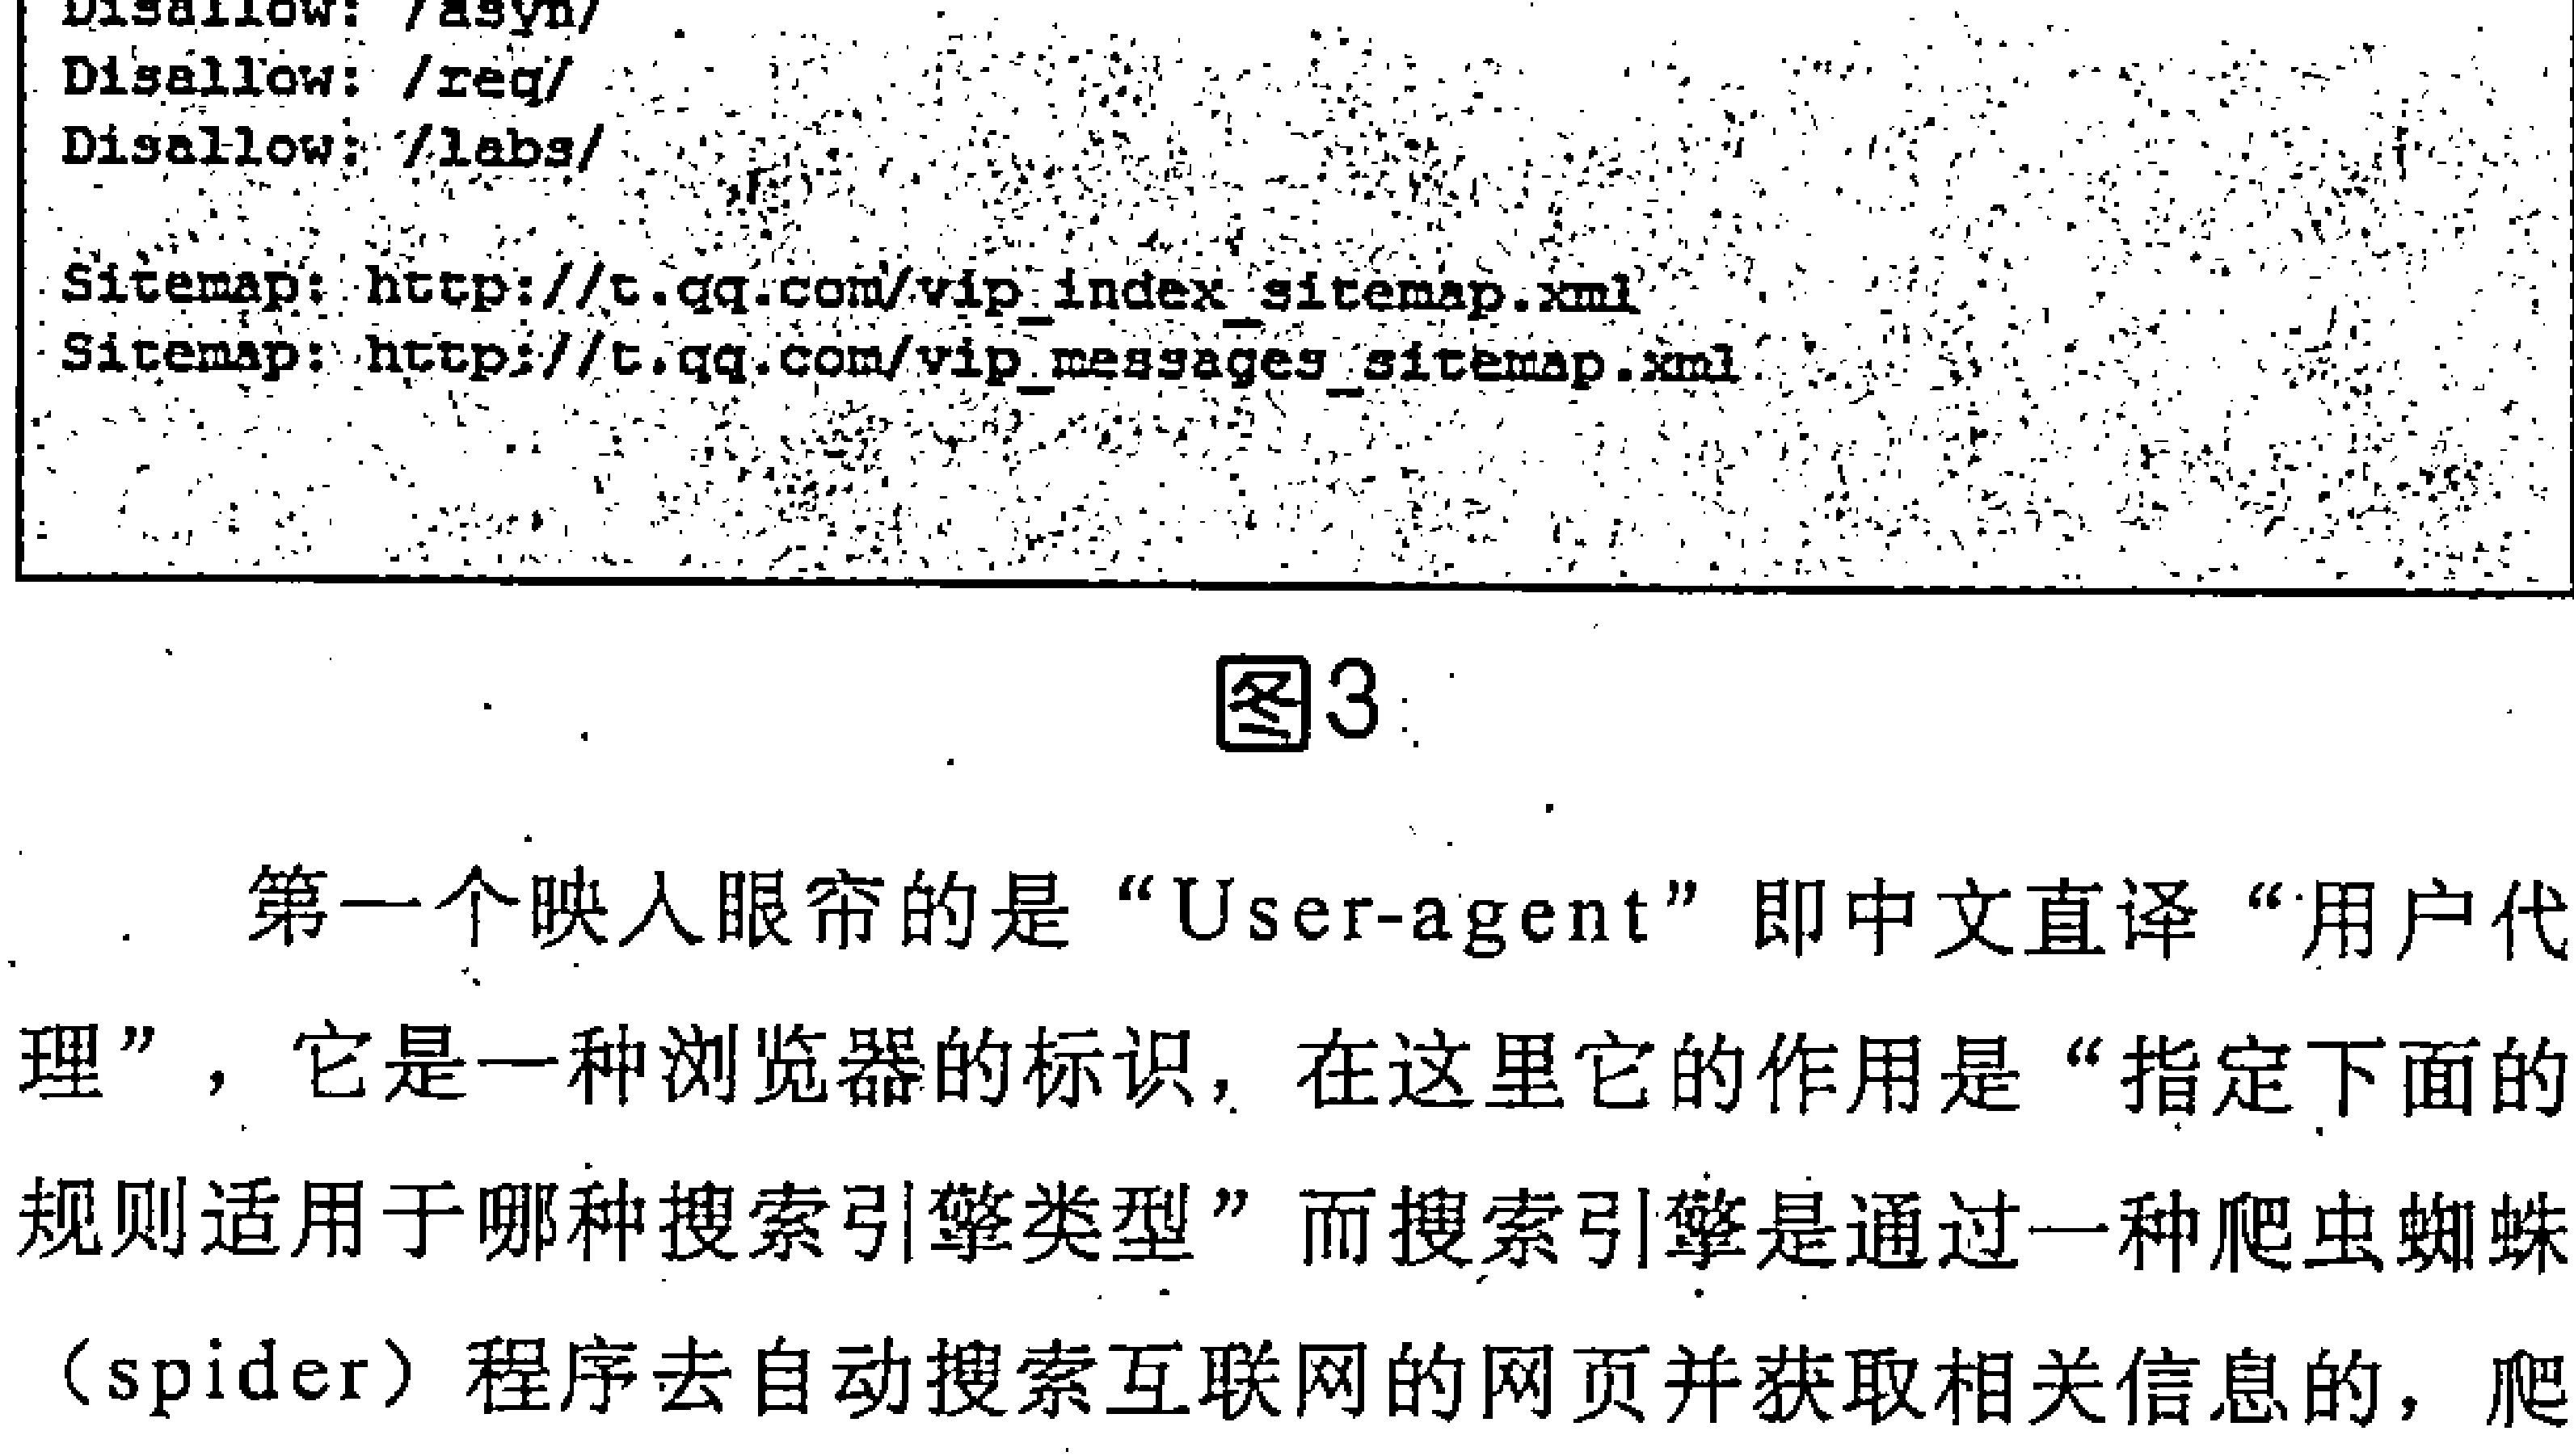 Disallow: /asyn/
Disallow: /req/
Disallow: /labs/
Sitemap: http://t.qq.com/vip_index_sitemap.xml
Sitemap: http://t.qq.com/vip_messages_sitemap.xml
图3
第一个映人眼帘的是“User-agent”即中文直译“用户代
理”，它是一种浏览器的标识，在这里它的作用是“指定下面的
规则适用于哪种搜索引擎类型”而搜索引擎是通过一种爬虫蜘蛛
（spider）程序去自动搜索互联网的网页并获取相关信息的，爬